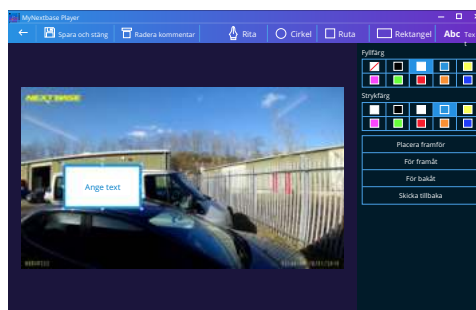 MyNextbase Player
Spara och stäng
Radera kommentar
Rita
Cirkel
Ruta
Rektangel
Abc Text
Fyllfärg
Strykfärg
NEXTBASE
Ange text
Placera framför
För framåt
För bakåt
Skicka tillbaka